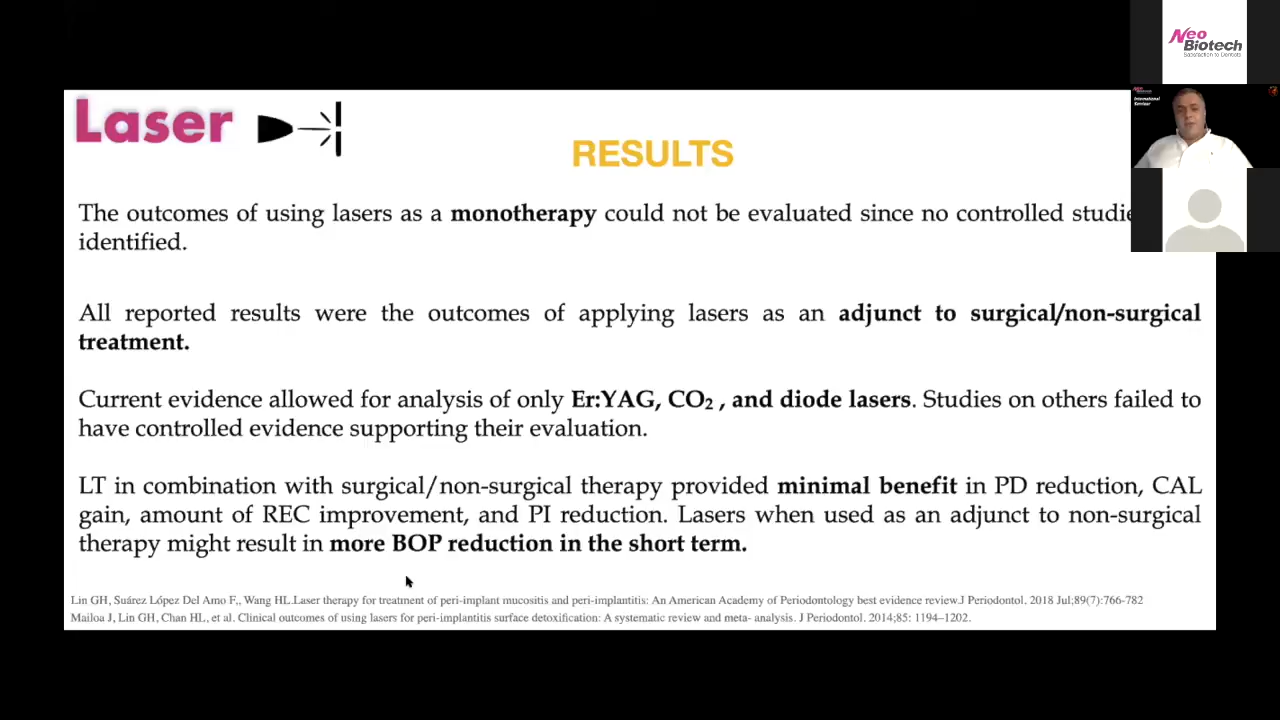 Laser
RESULTS
Neo
Biotech
Satisfaction to Dentists
International
Seminar
The outcomes of using lasers as a monotherapy could not be evaluated since no controlled
identified.
All reported results were the outcomes of applying lasers as an adjunct to surgical/non-surgical
treatment.
Current evidence allowed for analysis of only Er:YAG, CO₂ , and diode lasers. Studies on others failed to
have controlled evidence supporting their evaluation.
LT in combination with surgical/non-surgical therapy provided minimal benefit in PD reduction, CAL
gain, amount of REC improvement, and PI reduction. Lasers when used as an adjunct to non-surgical
therapy might result in more BOP reduction in the short term.
Lin GH, Suárez López Del Amo F,, Wang HL.Laser therapy for treatment of peri-implant mucositis and peri-implantitis: An American Academy of Periodontology best evidence review.J Periodontol. 2018 Jul;89(7):766-782
Mailoa J, Lin GH, Chan HL, et al. Clinical outcomes of using lasers for peri-implantitis surface detoxification: A systematic review and meta- analysis. J Periodontol. 2014;85: 1194–1202.